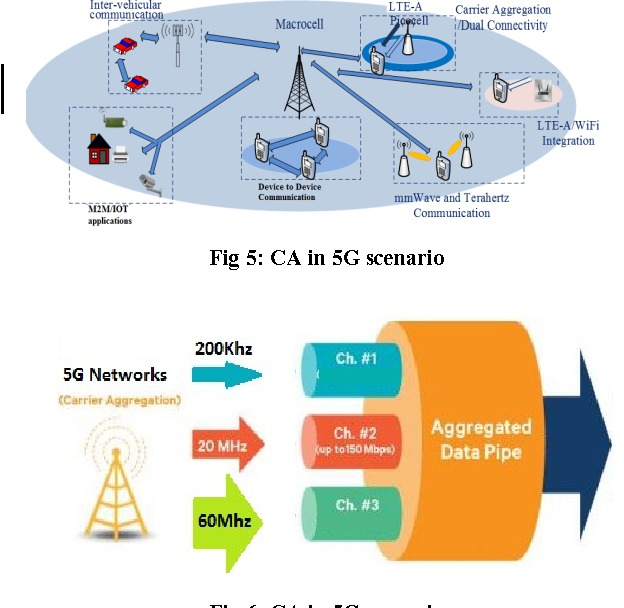 Inter-vehicular
communication
Macrocell
LTE-A
Picocell
Carrier Aggregation
/Dual Connectivity
LTE-A/WiFi
Integration
Device to Device
Communication
mmWave and Terahertz
Communication
M2M/IOT
applications
Fig 5: CA in 5G scenario
200Khz
5G Networks
(Carrier Aggregation)
20 MHz
60Mhz
Ch. #1
Ch. #2
(up to150 Mbps)
Ch. #3
Aggregated
Data Pipe